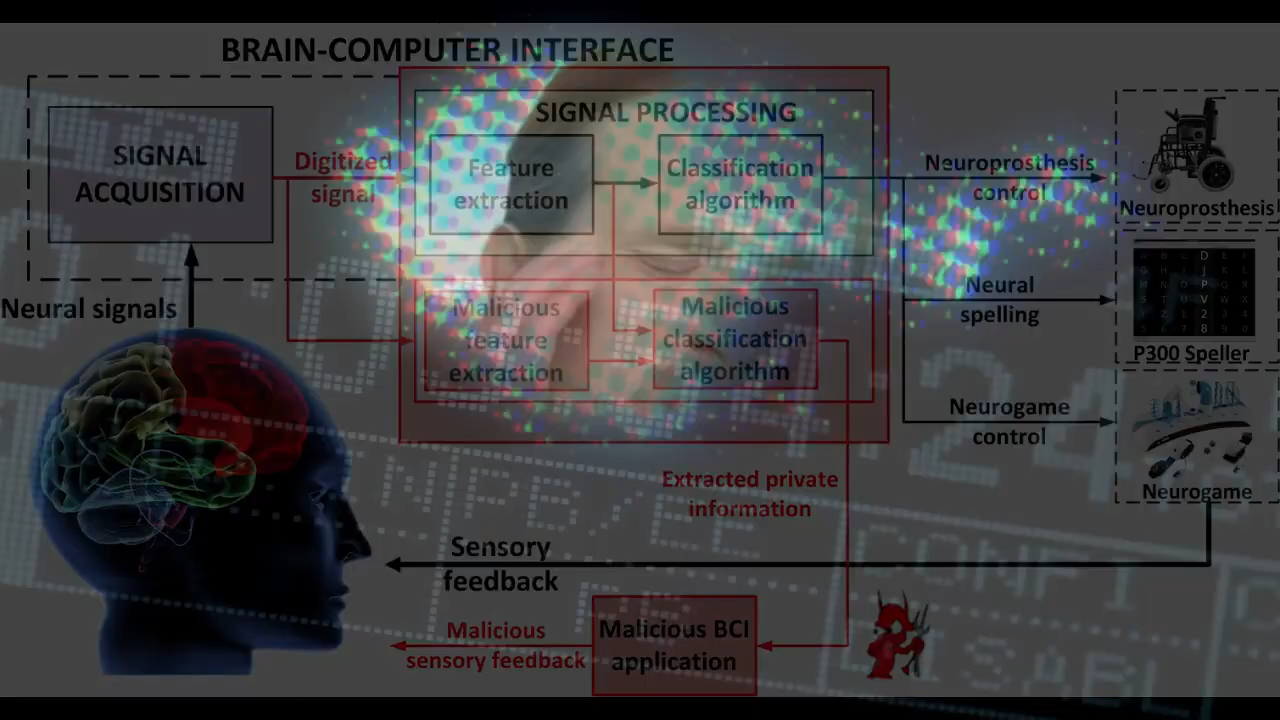 BRAIN-COMPUTER INTERFACE
SIGNAL PROCESSING
SIGNAL
ACQUISITION
Digitized
signal
Feature
extraction
Classification
algorithm
Neuroprosthesis
control
Neuroprosthesis
Neural signals
Malicious
feature
extraction
Malicious
classification
algorithm
Neural
spelling
D
J
P
V
2
8
P300 Speller
Neurogame
control
Neurogame
Extracted private
information
Sensory
feedback
Malicious
sensory feedback
Malicious BCI
application